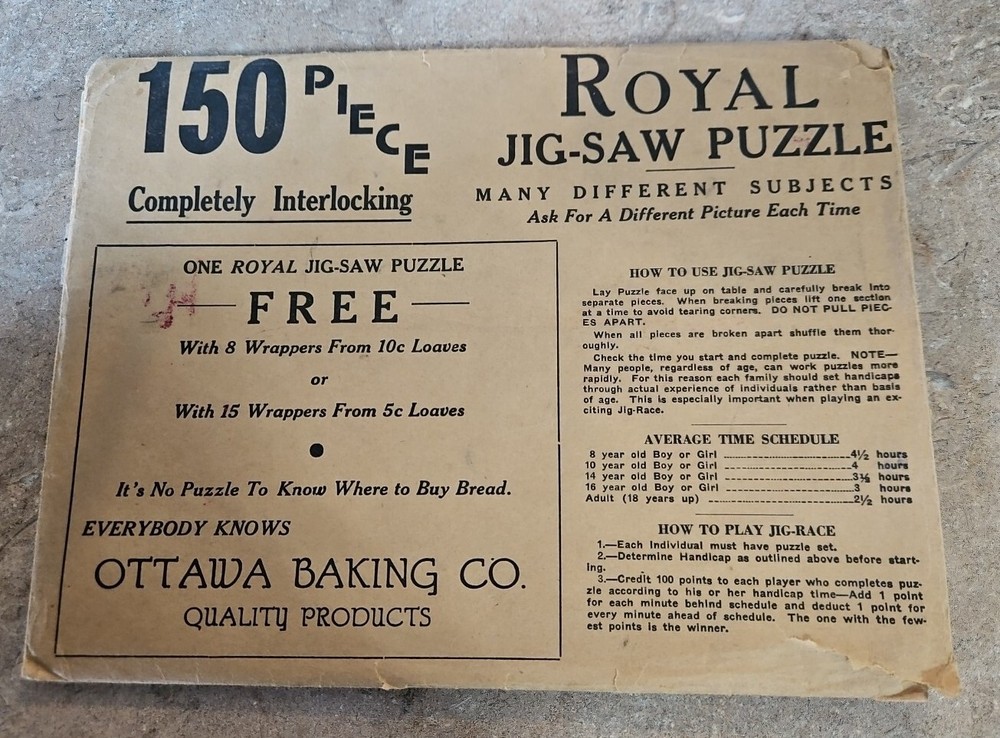 150 PIECE
Completely Interlocking
ROYAL
JIG-SAW PUZZLE
MANY DIFFERENT SUBJECTS
Ask For A Different Picture Each Time
ONE ROYAL JIG-SAW PUZZLE
FREE
With 8 Wrappers From 10c Loaves
or
With 15 Wrappers From 5c Loaves
It's No Puzzle To Know Where to Buy Bread.
EVERYBODY KNOWS
OTTAWA BAKING CO.
QUALITY PRODUCTS
HOW TO USE JIG-SAW PUZZLE
Lay Puzzle face up on table and carefully break into
separate pieces. When breaking pieces lift one section
at a time to avoid tearing corners. DO NOT PULL PIEC-
ES APART.
When all pieces are broken apart shuffle them thor-
oughly.
Check the time you start and complete puzzle. NOTE—
Many people, regardless of age, can work puzzles more
rapidly. For this reason each family should set handicaps
through actual experience of individuals rather than basis
of age. This is especially important when playing an ex-
citing Jig-Race.
AVERAGE TIME SCHEDULE
8 year old Boy or Girl 4½ hours
10 year old Boy or Girl 4 hours
14 year old Boy or Girl 3½ hours
16 year old Boy or Girl 3 hours
Adult (18 years up) 2½ hours
HOW TO PLAY JIG-RACE
1.—Each individual must have puzzle set.
2.—Determine Handicap as outlined above before start-
ing.
3.—Credit 100 points to each player who completes puz-
zle according to his or her handicap time—Add 1 point
for each minute behind schedule and deduct 1 point for
every minute ahead of schedule. The one with the few-
est points is the winner.